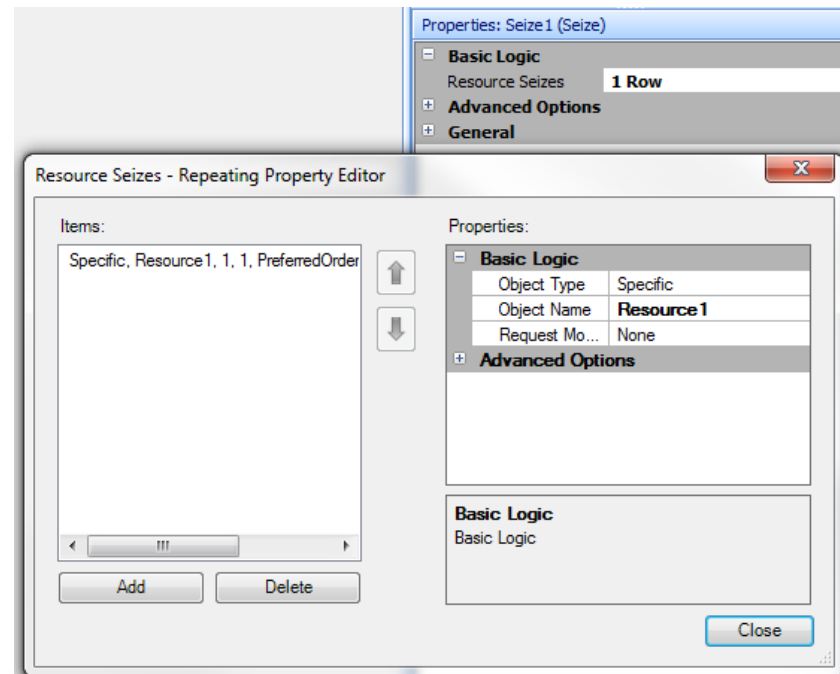 Properties: Seize1 (Seize)
Basic Logic
Resource Seizes 1 Row
Advanced Options
General
Resource Seizes - Repeating Property Editor
Items:
Specific, Resource1, 1, 1, PreferredOrder
Add Delete
Properties:
Basic Logic
Object Type Specific
Object Name Resource1
Request Mo... None
Advanced Options
Basic Logic
Basic Logic
Close